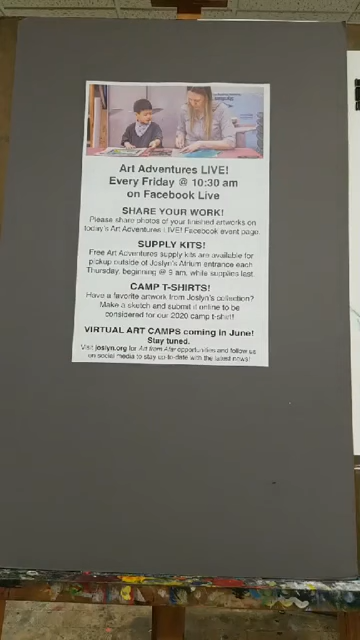 Art Adventures LIVE!
Every Friday @ 10:30 am
on Facebook Live
SHARE YOUR WORK!
Please share photos of your finished artworks on
today's Art Adventures LIVE! Facebook event page.
SUPPLY KITS!
Free Art Adventures supply kits are available for
pickup outside of Joslyn's Atrium entrance each
Thursday, beginning @ 9 am, while supplies last.
CAMP T-SHIRTS!
Have a favorite artwork from Joslyn's collection?
Make a sketch and submit it online to be
considered for our 2020 camp t-shirt!
VIRTUAL ART CAMPS coming in June!
Stay tuned.
Visit joslyn.org for Art from Afar opportunities and follow us
on social media to stay up-to-date with the latest news!